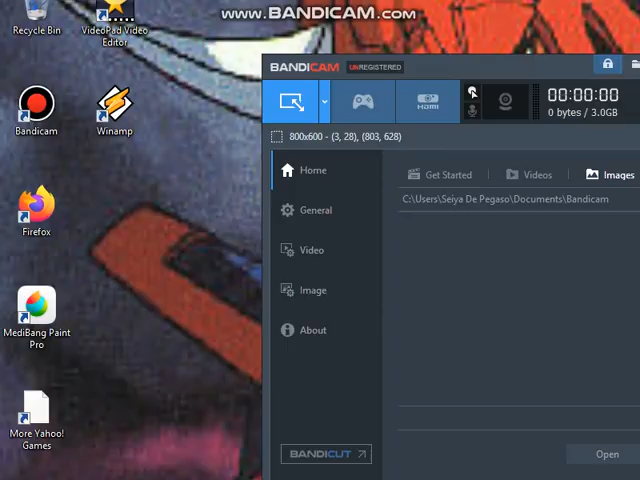 WWW.BANDICAM.com
Recycle Bin
VideoPad Video
Editor
Bandicam
Winamp
Firefox
MediBang Paint
Pro
More Yahoo!
Games
BANDICAM UNREGISTERED
HDMI
00:00:00
0 bytes / 3.0GB
800x600 - (3, 28), (803, 628)
Home
General
Video
Image
About
BANDICUT
Get Started
Videos
Images
C:\Users\Seiya De Pegaso\Documents\Bandicam
Open